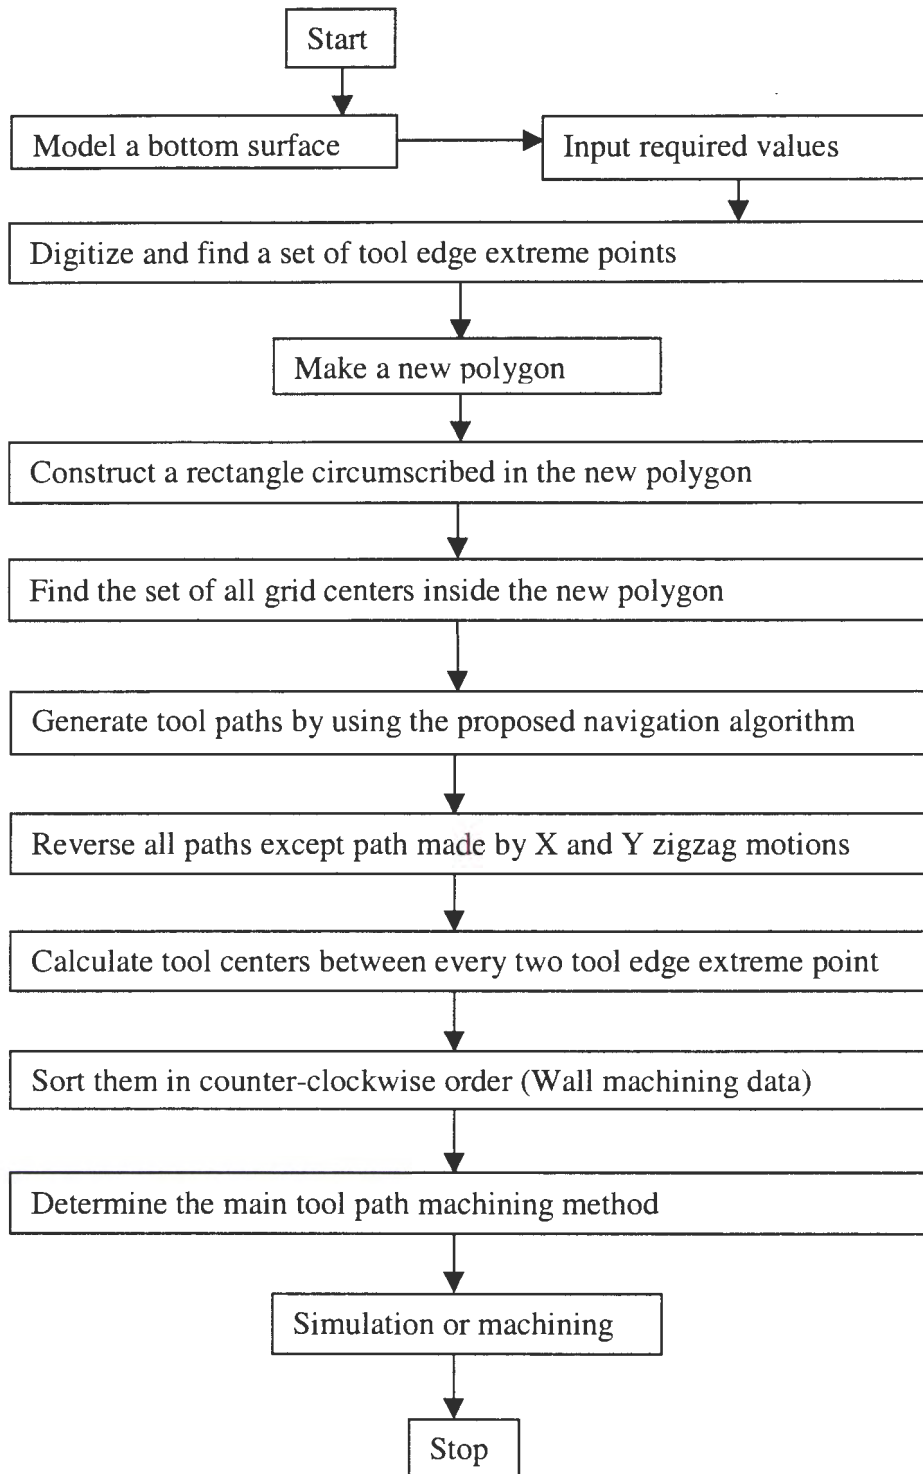 Start
Model a bottom surface
Input required values
Digitize and find a set of tool edge extreme points
Make a new polygon
Construct a rectangle circumscribed in the new polygon
Find the set of all grid centers inside the new polygon
Generate tool paths by using the proposed navigation algorithm
Reverse all paths except path made by X and Y zigzag motions
Calculate tool centers between every two tool edge extreme point
Sort them in counter-clockwise order (Wall machining data)
Determine the main tool path machining method
Simulation or machining
Stop